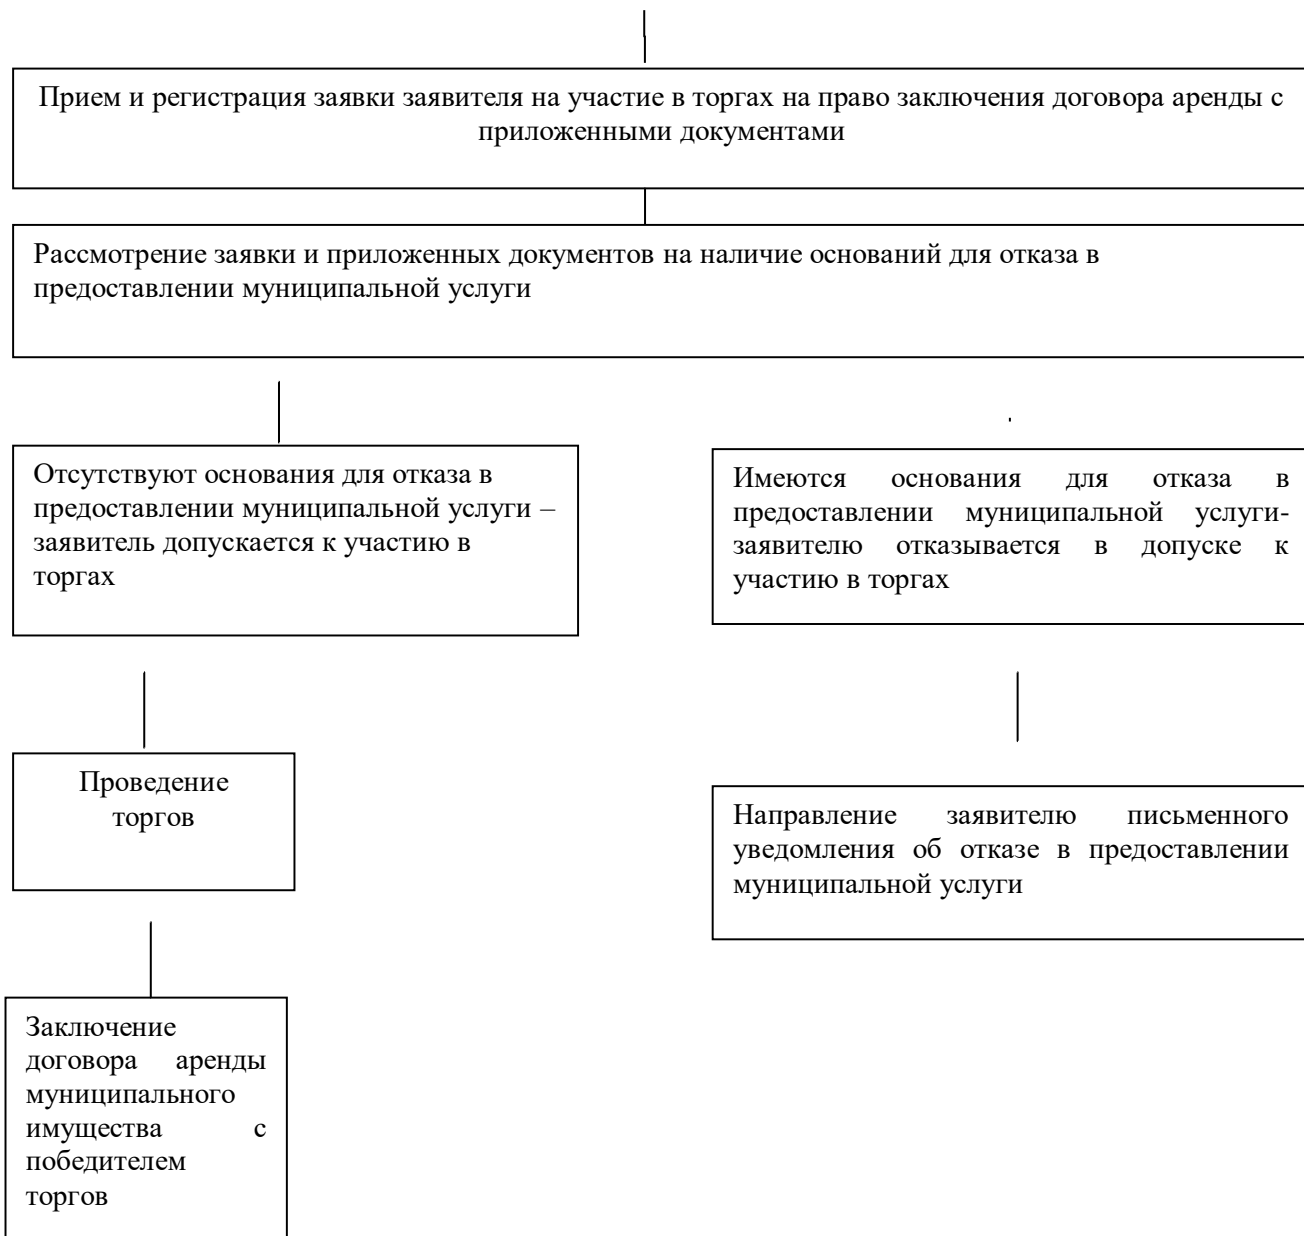 Прием и регистрация заявки заявителя на участие в торгах на право заключения договора аренды с
приложенными документами
Рассмотрение заявки и приложенных документов на наличие оснований для отказа в
предоставлении муниципальной услуги
Отсутствуют основания для отказа в
предоставлении муниципальной услуги –
заявитель допускается к участию в
торгах
Имеются основания для отказа в
предоставлении муниципальной услуги-
заявителю отказывается в допуске к
участию в торгах
Проведение
торгов
Направление заявителю письменного
уведомления об отказе в предоставлении
муниципальной услуги
Заключение
договора аренды
муниципального
имущества с
победителем
торгов